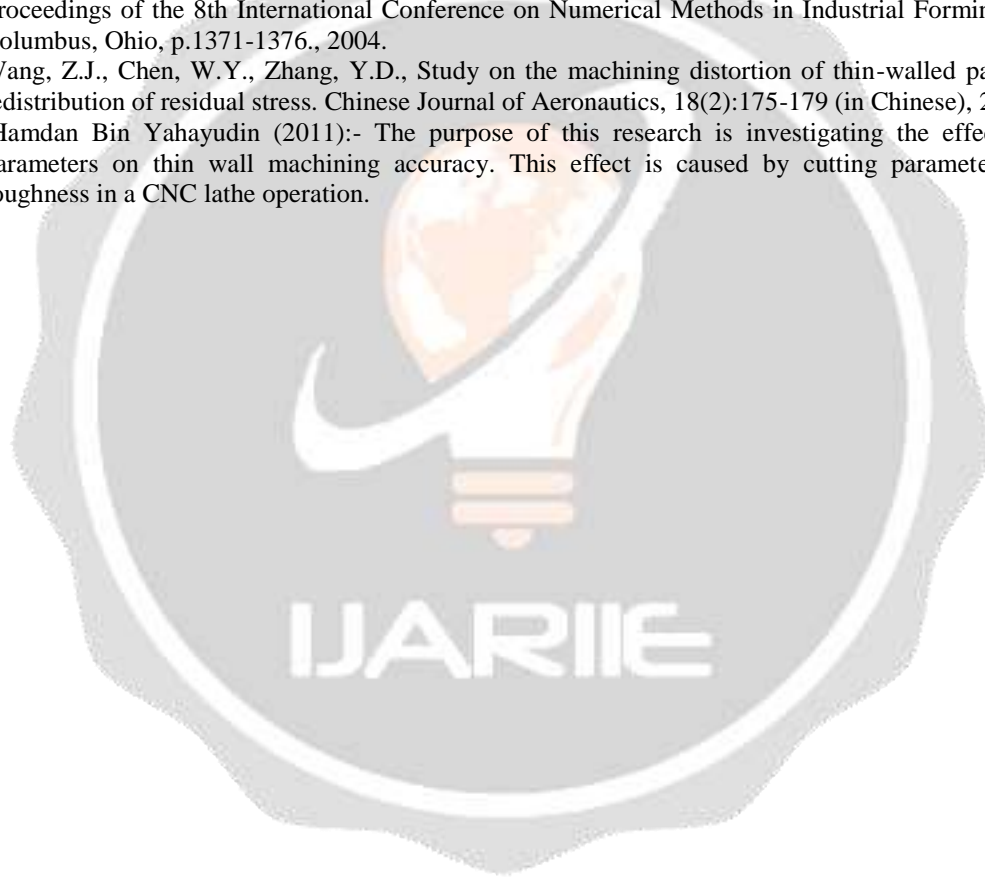 roceedings of the 8th International Conference on Numerical Methods in Industrial Formin
olumbus, Ohio, p.1371-1376., 2004.
Vang, Z.J., Chen, W.Y., Zhang, Y.D., Study on the machining distortion of thin-walled pa
edistribution of residual stress. Chinese Journal of Aeronautics, 18(2):175-179 (in Chinese), 2
Hamdan Bin Yahayudin (2011):- The purpose of this research is investigating the effec
arameters on thin wall machining accuracy. This effect is caused by cutting paramete
oughness in a CNC lathe operation.
IJARIIE